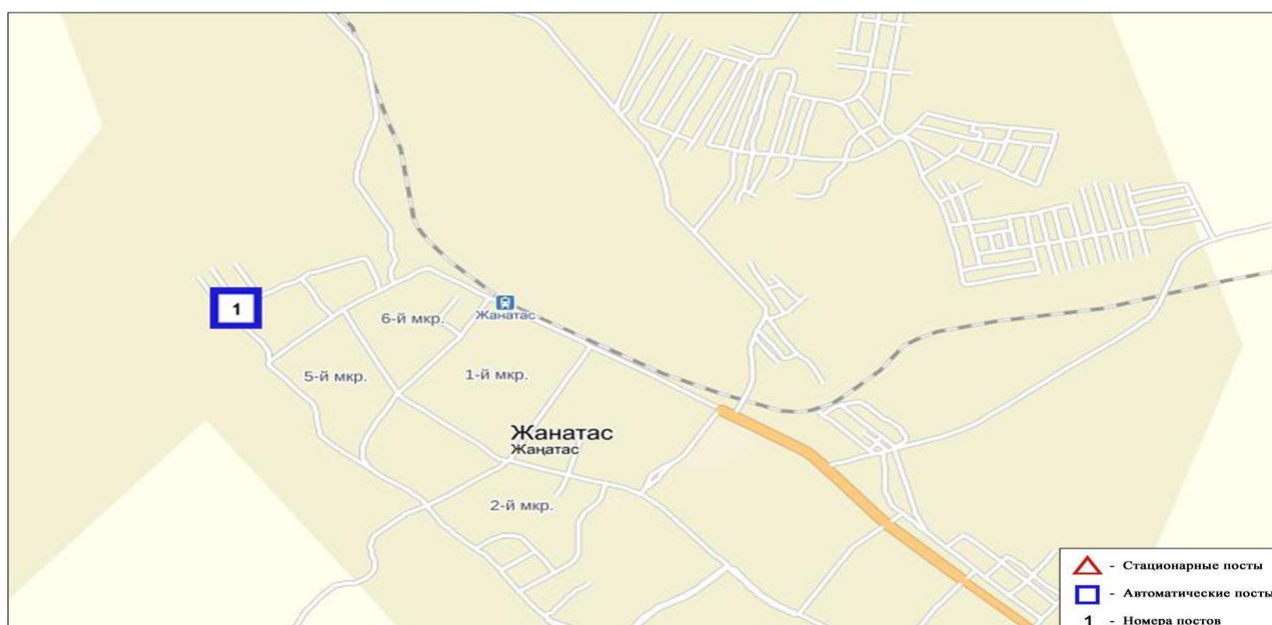 1
6-й мкр.
Жанатас
5-й мкр.
1-й мкр.
Жанатас
Жаңатас
2-й мкр.
- Стационарные посты
- Автоматические посты
1 - Номера постов